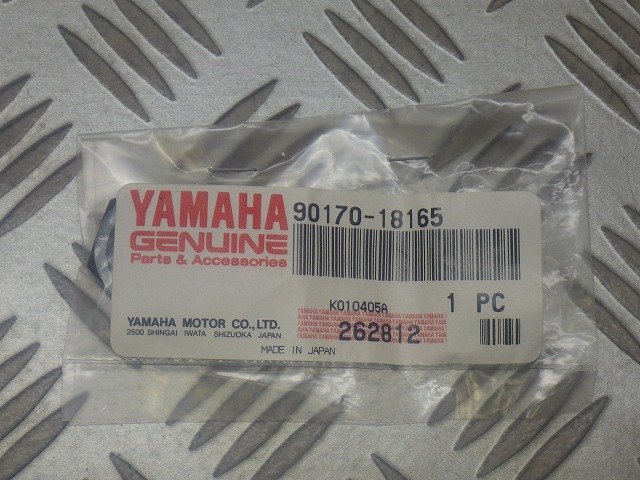 YAMAHA
GENUINE
Parts & Accessories
90170-18165
K010405A
1 PC
262812
YAMAHA MOTOR CO., LTD.
2500 SHINGAI IWATA SHIZUOKA JAPAN
MADE IN JAPAN